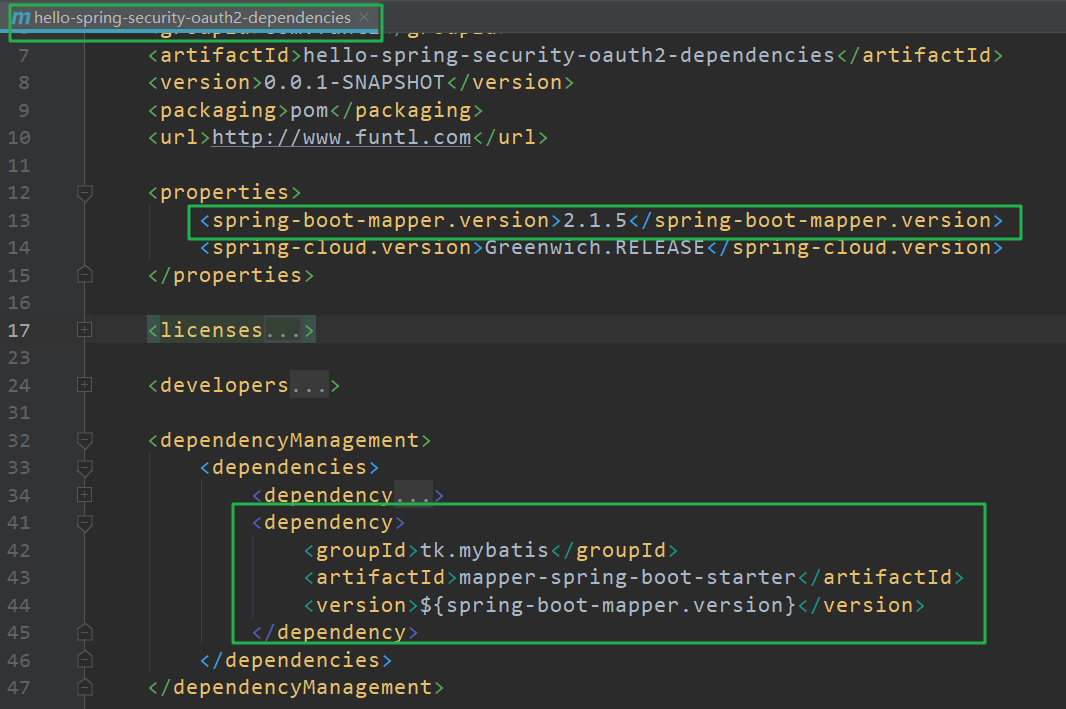 m hello-spring-security-oauth2-dependencies ×
7 <artifactId>hello-spring-security-oauth2-dependencies</artifactId>
8 <version>0.0.1-SNAPSHOT</version>
9 <packaging>pom</packaging>
10 <url>http://www.funtl.com</url>
11
12 <properties>
13 <spring-boot-mapper.version>2.1.5</spring-boot-mapper.version>
14 <spring-cloud.version>Greenwich.RELEASE</spring-cloud.version>
15 </properties>
16
17 <licenses...>
23
24 <developers...>
31
32 <dependencyManagement>
33 <dependencies>
34 <dependency...>
41 <dependency>
42 <groupId>tk.mybatis</groupId>
43 <artifactId>mapper-spring-boot-starter</artifactId>
44 <version>${spring-boot-mapper.version}</version>
45 </dependency>
46 </dependencies>
47 </dependencyManagement>